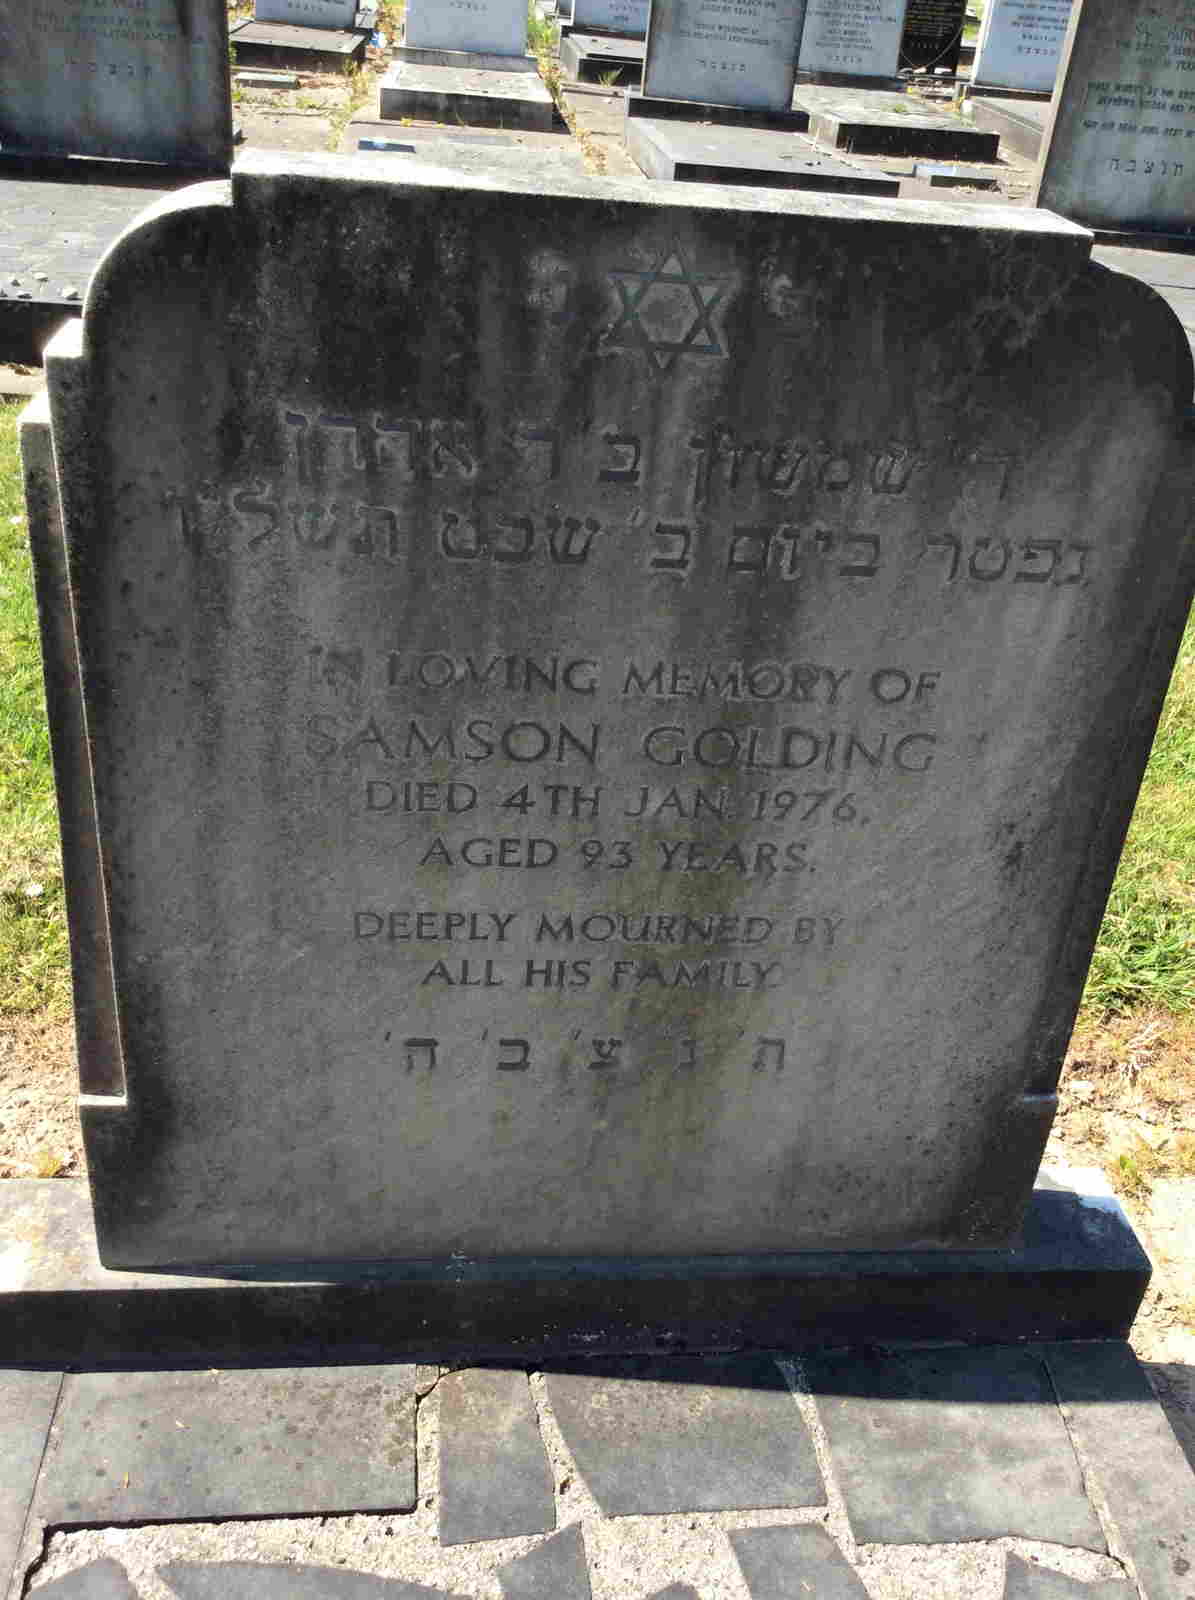 פ נ
ר' שמשון ב'ר אהרן
נפטר ביום ב' שבט תשל"ו
IN LOVING MEMORY OF
SAMSON GOLDING
DIED 4TH JAN. 1976,
AGED 93 YEARS.
DEEPLY MOURNED BY
ALL HIS FAMILY.
ת' נ' צ' ב' ה'
תנצבה